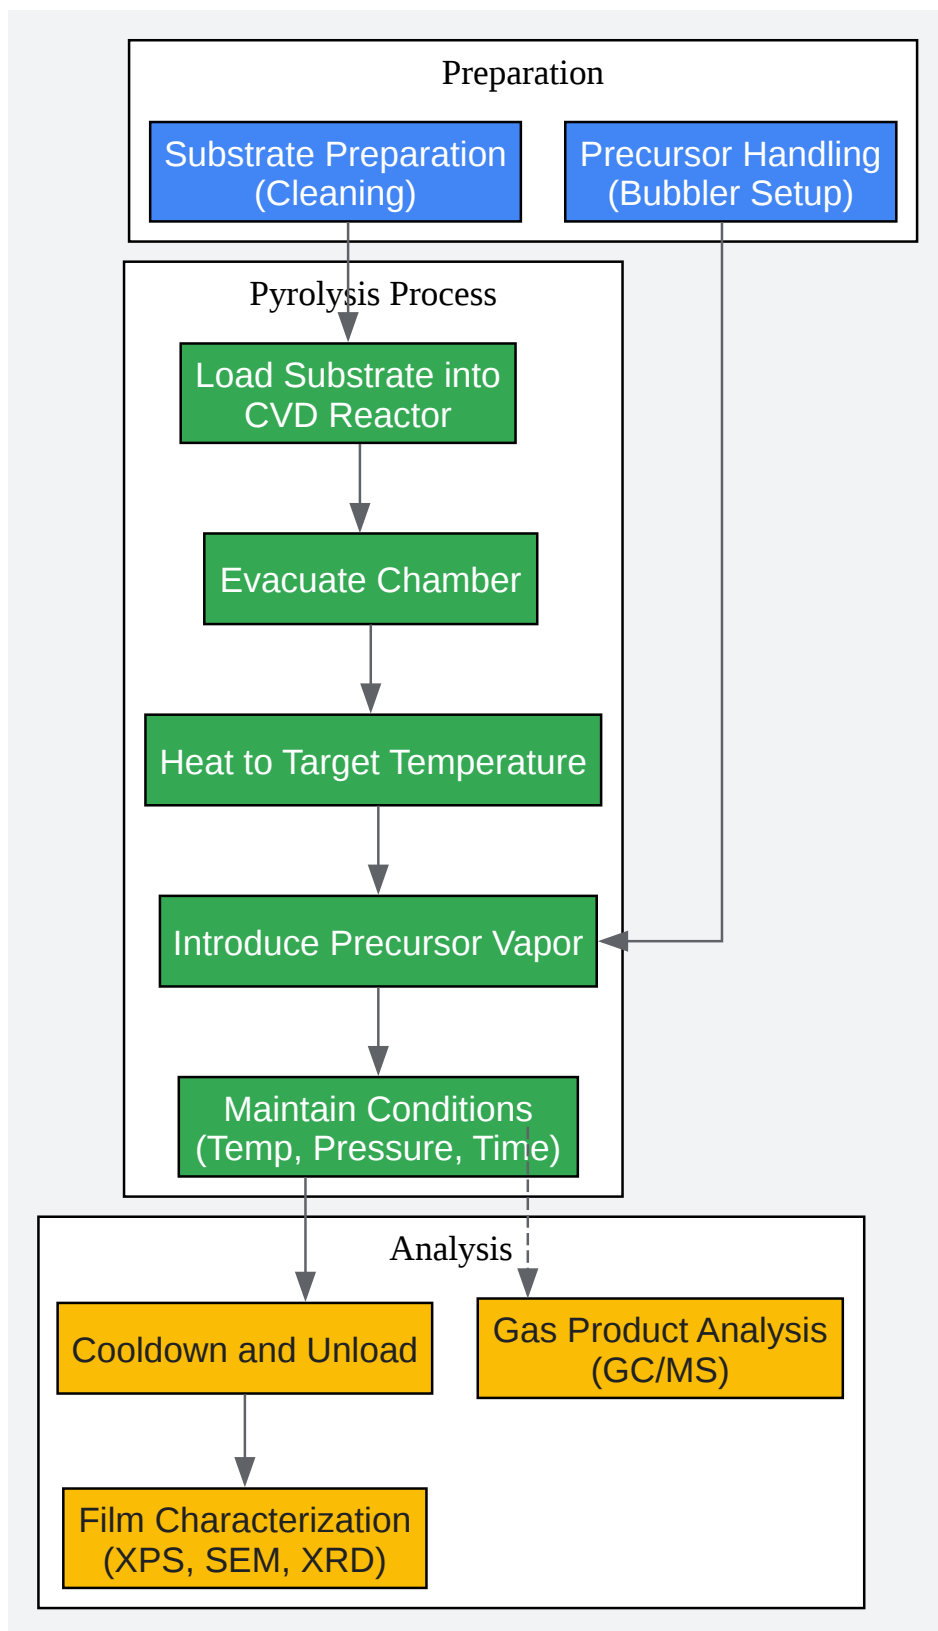 Preparation
Substrate Preparation
(Cleaning)
Precursor Handling
(Bubbler Setup)
Pyrolysis Process
Load Substrate into
CVD Reactor
Evacuate Chamber
Heat to Target Temperature
Introduce Precursor Vapor
Maintain Conditions
(Temp, Pressure, Time)
Analysis
Cooldown and Unload
Gas Product Analysis
(GC/MS)
Film Characterization
(XPS, SEM, XRD)